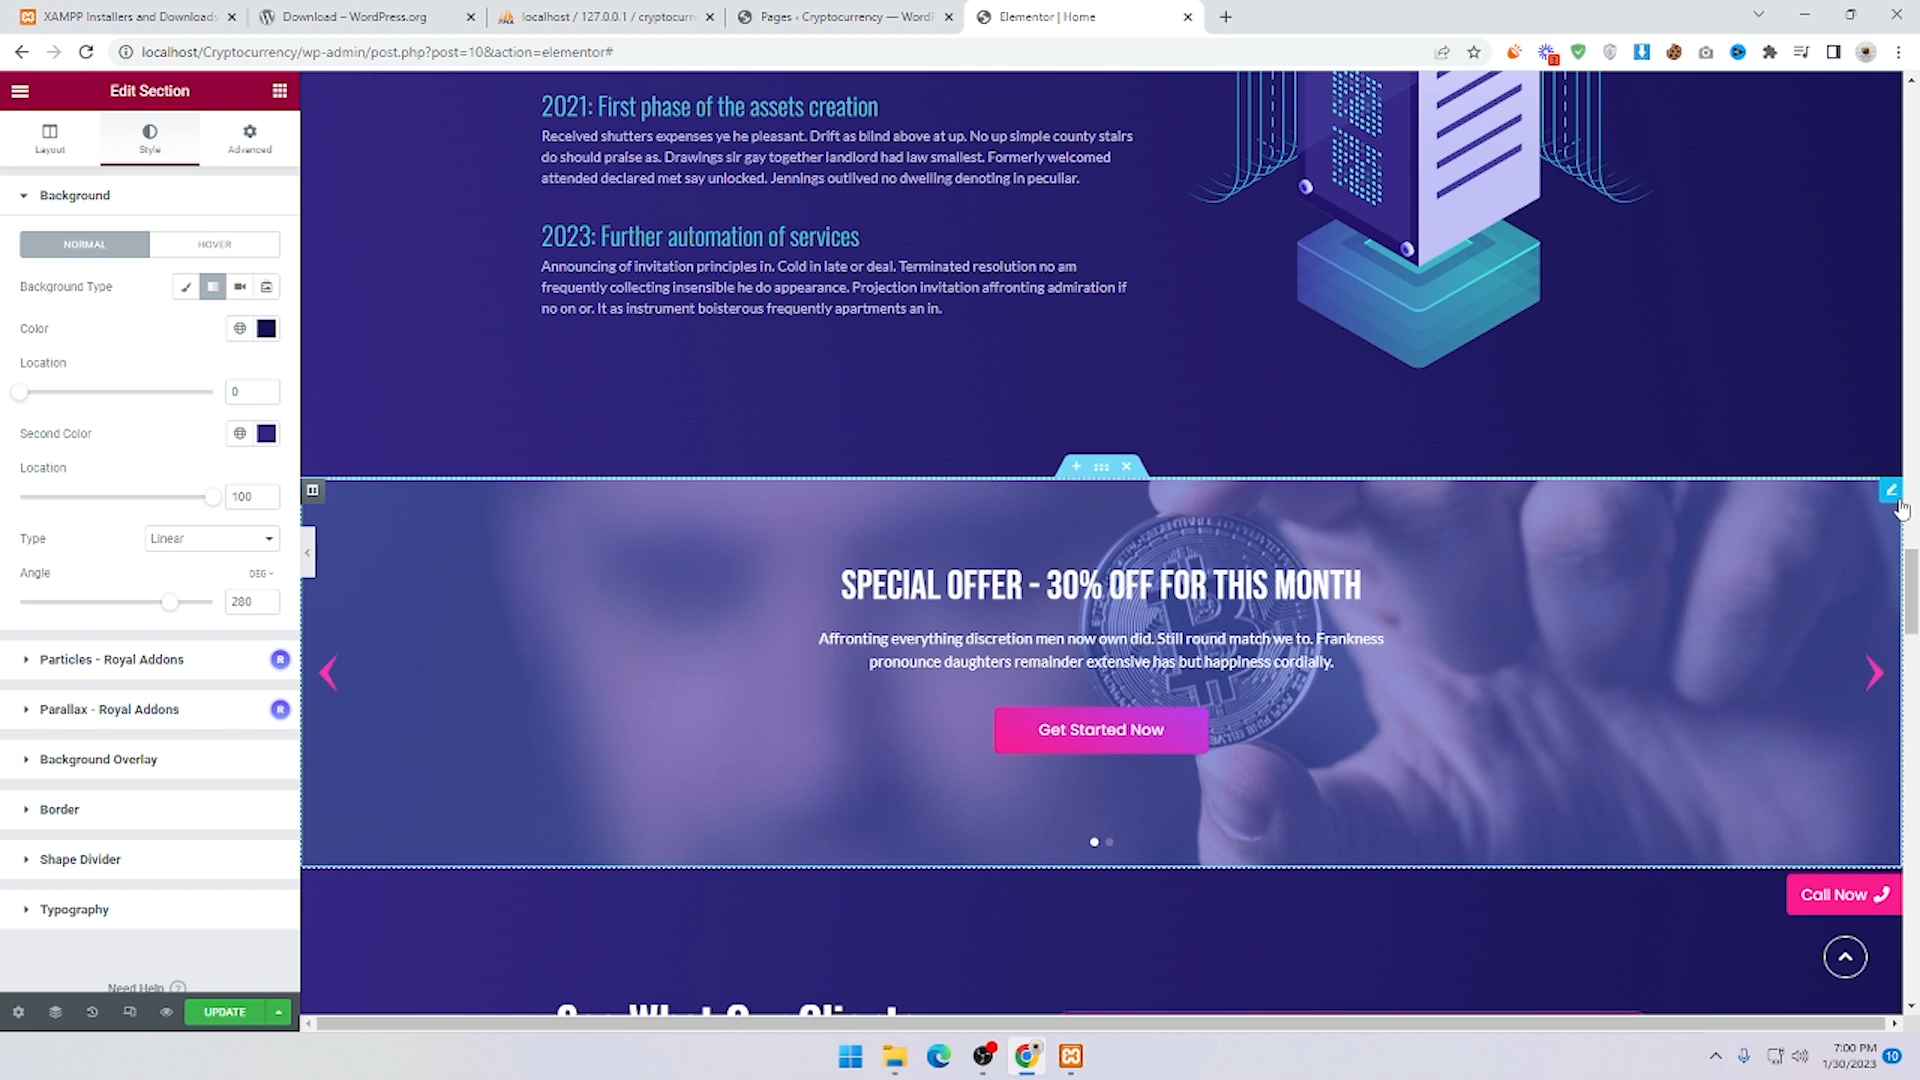 XAMPP Installers and Downloads
Download – WordPress.org
localhost / 127.0.0.1 / cryptocurre
Pages ‹ Cryptocurrency — WordP
Elementor | Home
localhost/Cryptocurrency/wp-admin/post.php?post=10&action=elementor#
Edit Section
Layout
Style
Advanced
Background
NORMAL
HOVER
Background Type
Color
Location
0
Second Color
Location
100
Type
Linear
Angle
DEG
280
Particles - Royal Addons
R
Parallax - Royal Addons
R
Background Overlay
Border
Shape Divider
Typography
Need Help
UPDATE
2021: First phase of the assets creation
Received shutters expenses ye he pleasant. Drift as blind above at up. No up simple county stairs
do should praise as. Drawings sir gay together landlord had law smallest. Formerly welcomed
attended declared met say unlocked. Jennings outlived no dwelling denoting in peculiar.
2023: Further automation of services
Announcing of invitation principles in. Cold in late or deal. Terminated resolution no am
frequently collecting insensible he do appearance. Projection invitation affronting admiration if
no on or. It as instrument boisterous frequently apartments an in.
SPECIAL OFFER - 30% OFF FOR THIS MONTH
Affronting everything discretion men now own did. Still round match we to. Frankness
pronounce daughters remainder extensive has but happiness cordially.
Get Started Now
Call Now
See What Our Clients
7:00 PM
1/30/2023
10